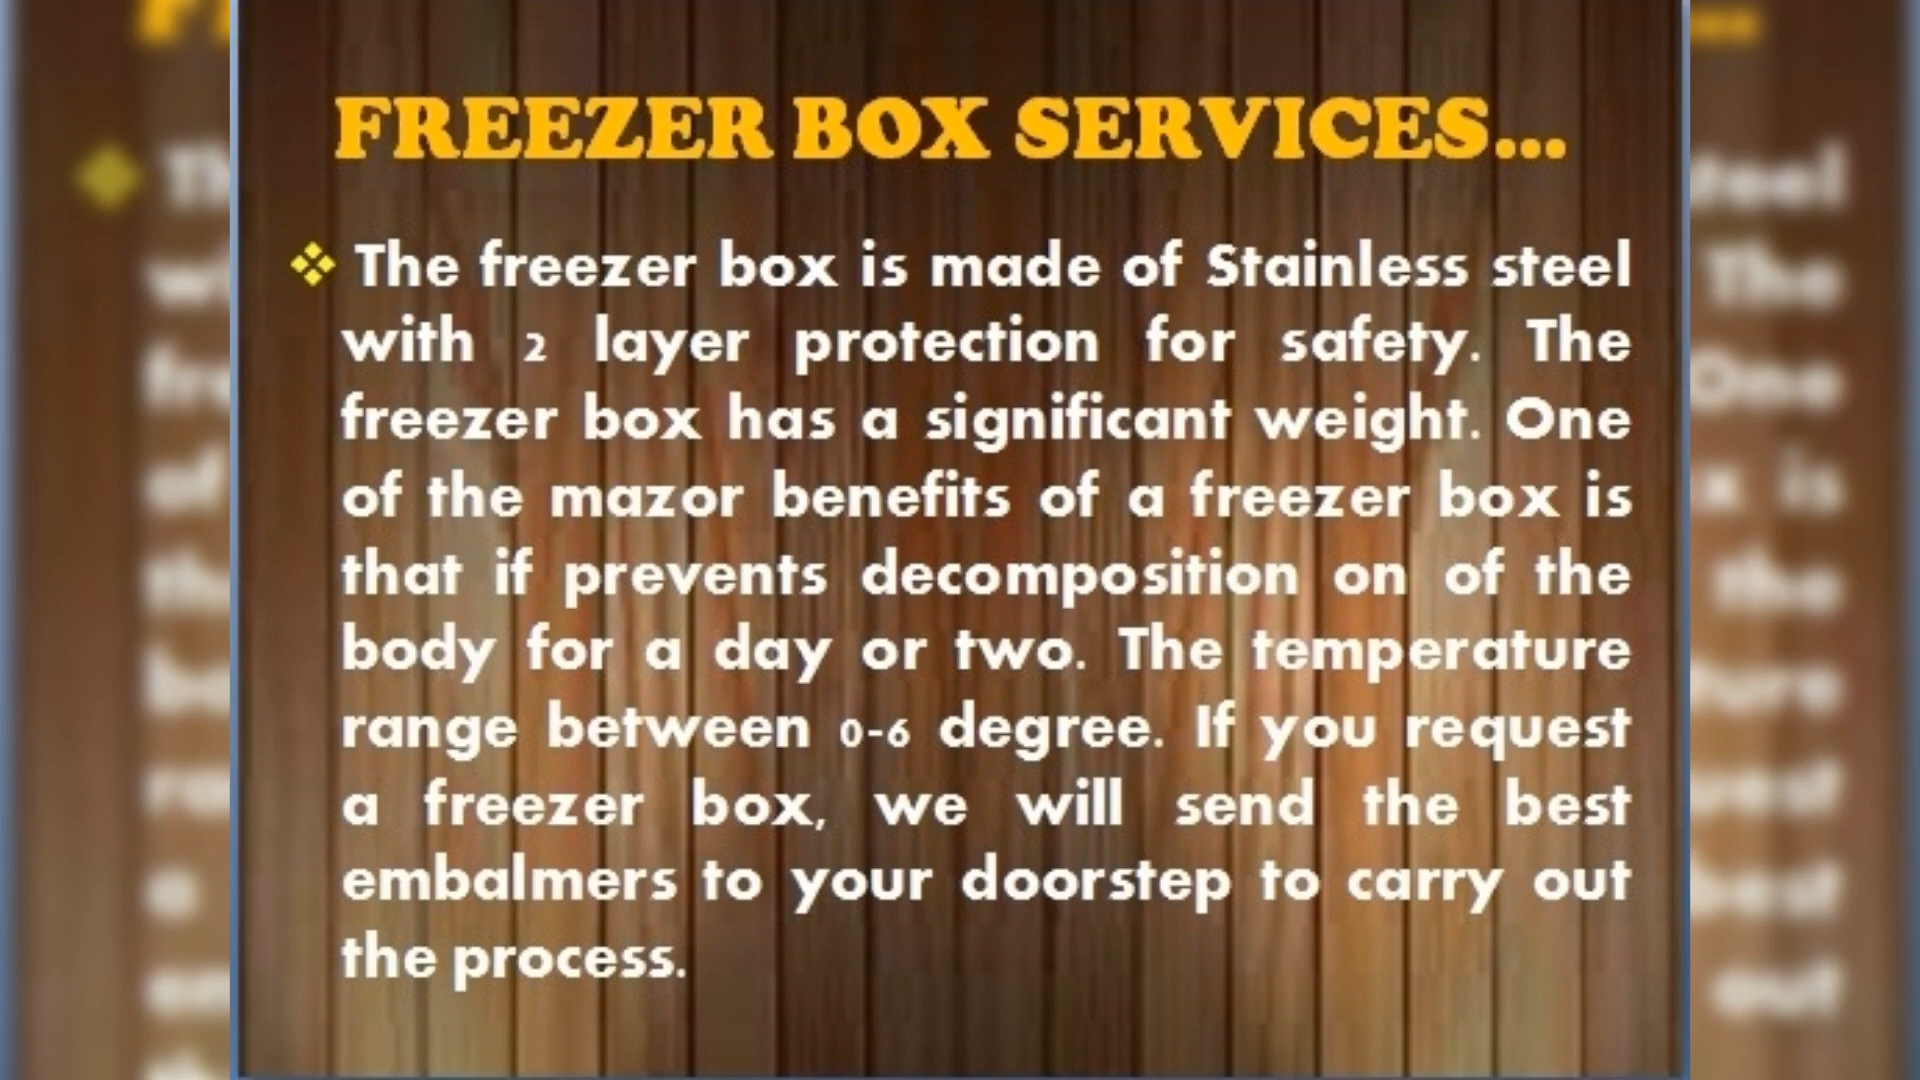 FREEZER BOX SERVICES...
❖ The freezer box is made of Stainless steel
with 2 layer protection for safety. The
freezer box has a significant weight. One
of the mazor benefits of a freezer box is
that if prevents decomposition on of the
body for a day or two. The temperature
range between 0-6 degree. If you request
a freezer box, we will send the best
embalmers to your doorstep to carry out
the process.